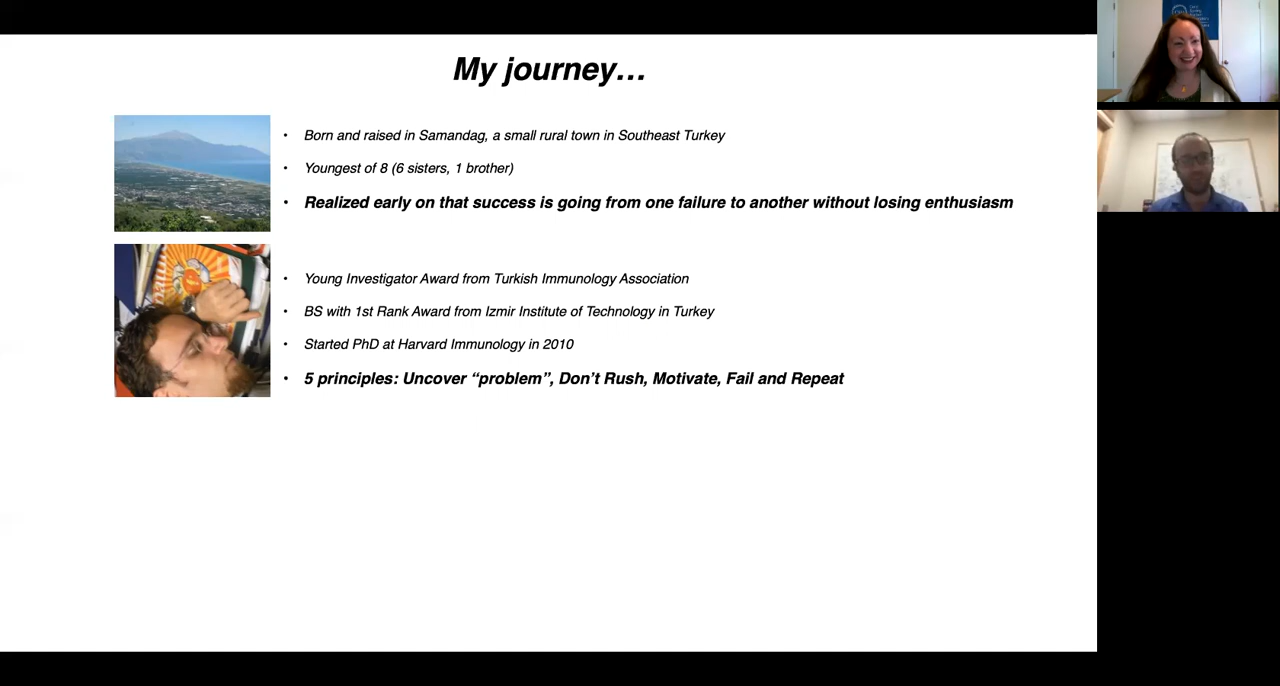 My journey…
• Born and raised in Samandag, a small rural town in Southeast Turkey
• Youngest of 8 (6 sisters, 1 brother)
• Realized early on that success is going from one failure to another without losing enthusiasm
• Young Investigator Award from Turkish Immunology Association
• BS with 1st Rank Award from Izmir Institute of Technology in Turkey
• Started PhD at Harvard Immunology in 2010
• 5 principles: Uncover “problem”, Don’t Rush, Motivate, Fail and Repeat